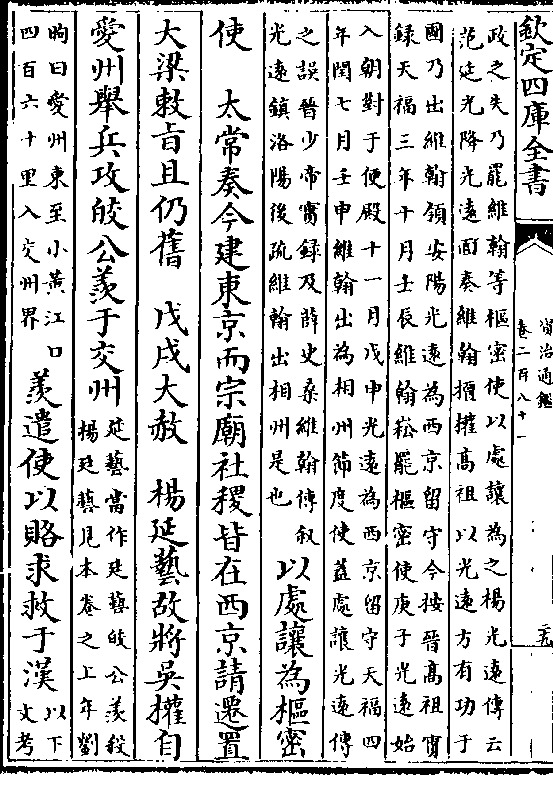 欽定四庫全書
資治通鑑
卷二百八十一
政之失乃罷維翰等樞密使以處讓為之楊光遠傳云
范延光降光遠面奏維翰擅權髙祖以光遠方有功于
國乃出維翰領安陽光遠為西京留守今按晉髙祖實
録天福三年十月壬辰維翰崧罷樞密使庚子光遠始
入朝對于便殿十一月戊申光遠為西京留守天福四
年閏七月壬申維翰出為相州節度使葢處讓光遠傳
之誤晉少帝實録及薛史桑維翰傳叙
光遠鎮洛陽後疏維翰出相州是也
以處讓為樞密
使　太常奏今建東京而宗廟社稷皆在西京請遷置
大梁敕㫖且仍舊　戊戌大赦　楊延藝故將吳權自
愛州舉兵攻皎公羨于交州
延藝當作廷藝皎公羨殺
楊廷藝見本卷之上年劉
昫曰愛州東至小黃江口
四百六十里入交州界
羨遣使以賂求救于漢
以下
文考